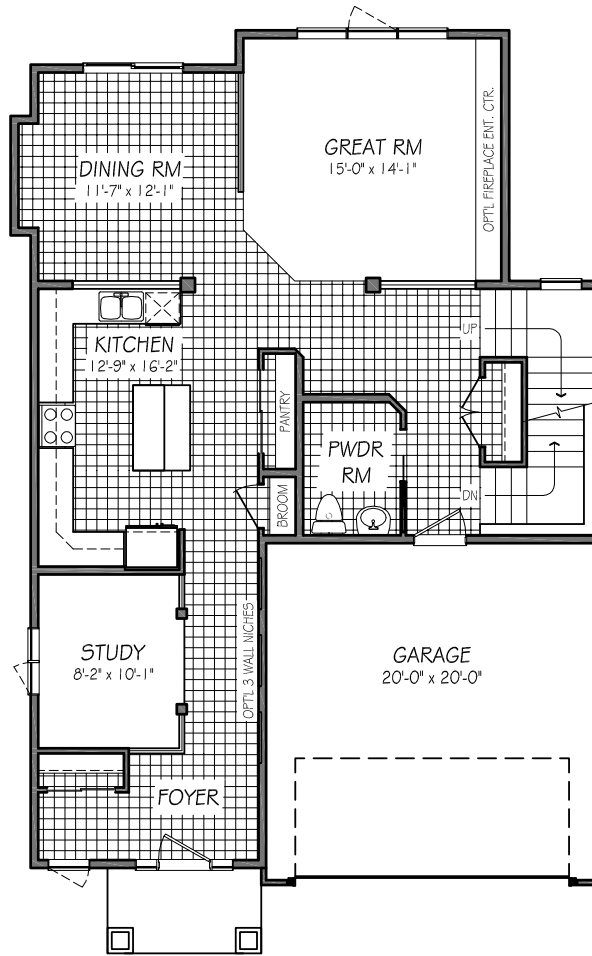 GREAT RM
15'-0" x 14'-1"
OPT'L FIREPLACE ENT. CTR.
DINING RM
11'-7" x 12'-1"
UP
KITCHEN
12'-9" x 16'-2"
PANTRY
PWDR
RM
BROOM
DN
STUDY
8'-2" x 10'-1"
OPT'L 3 WALL NICHES
GARAGE
20'-0" x 20'-0"
FOYER